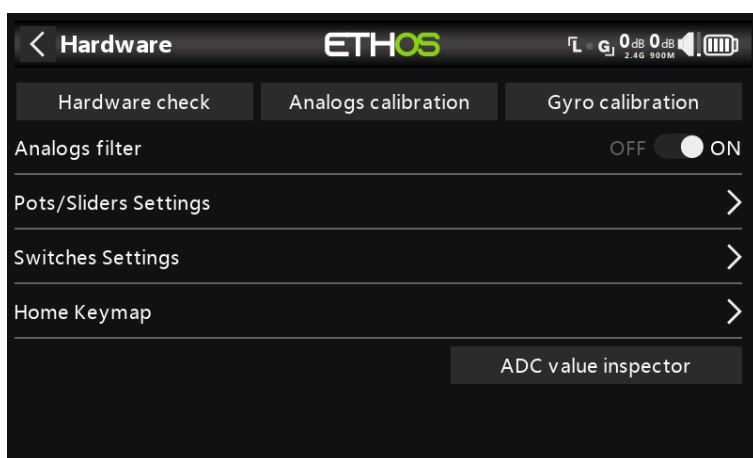 Hardware ETHOS L G 0dB 0dB
2.4G 900M
Hardware check Analogs calibration Gyro calibration
Analogs filter OFF ON
Pots/Sliders Settings
Switches Settings
Home Keymap
ADC value inspector